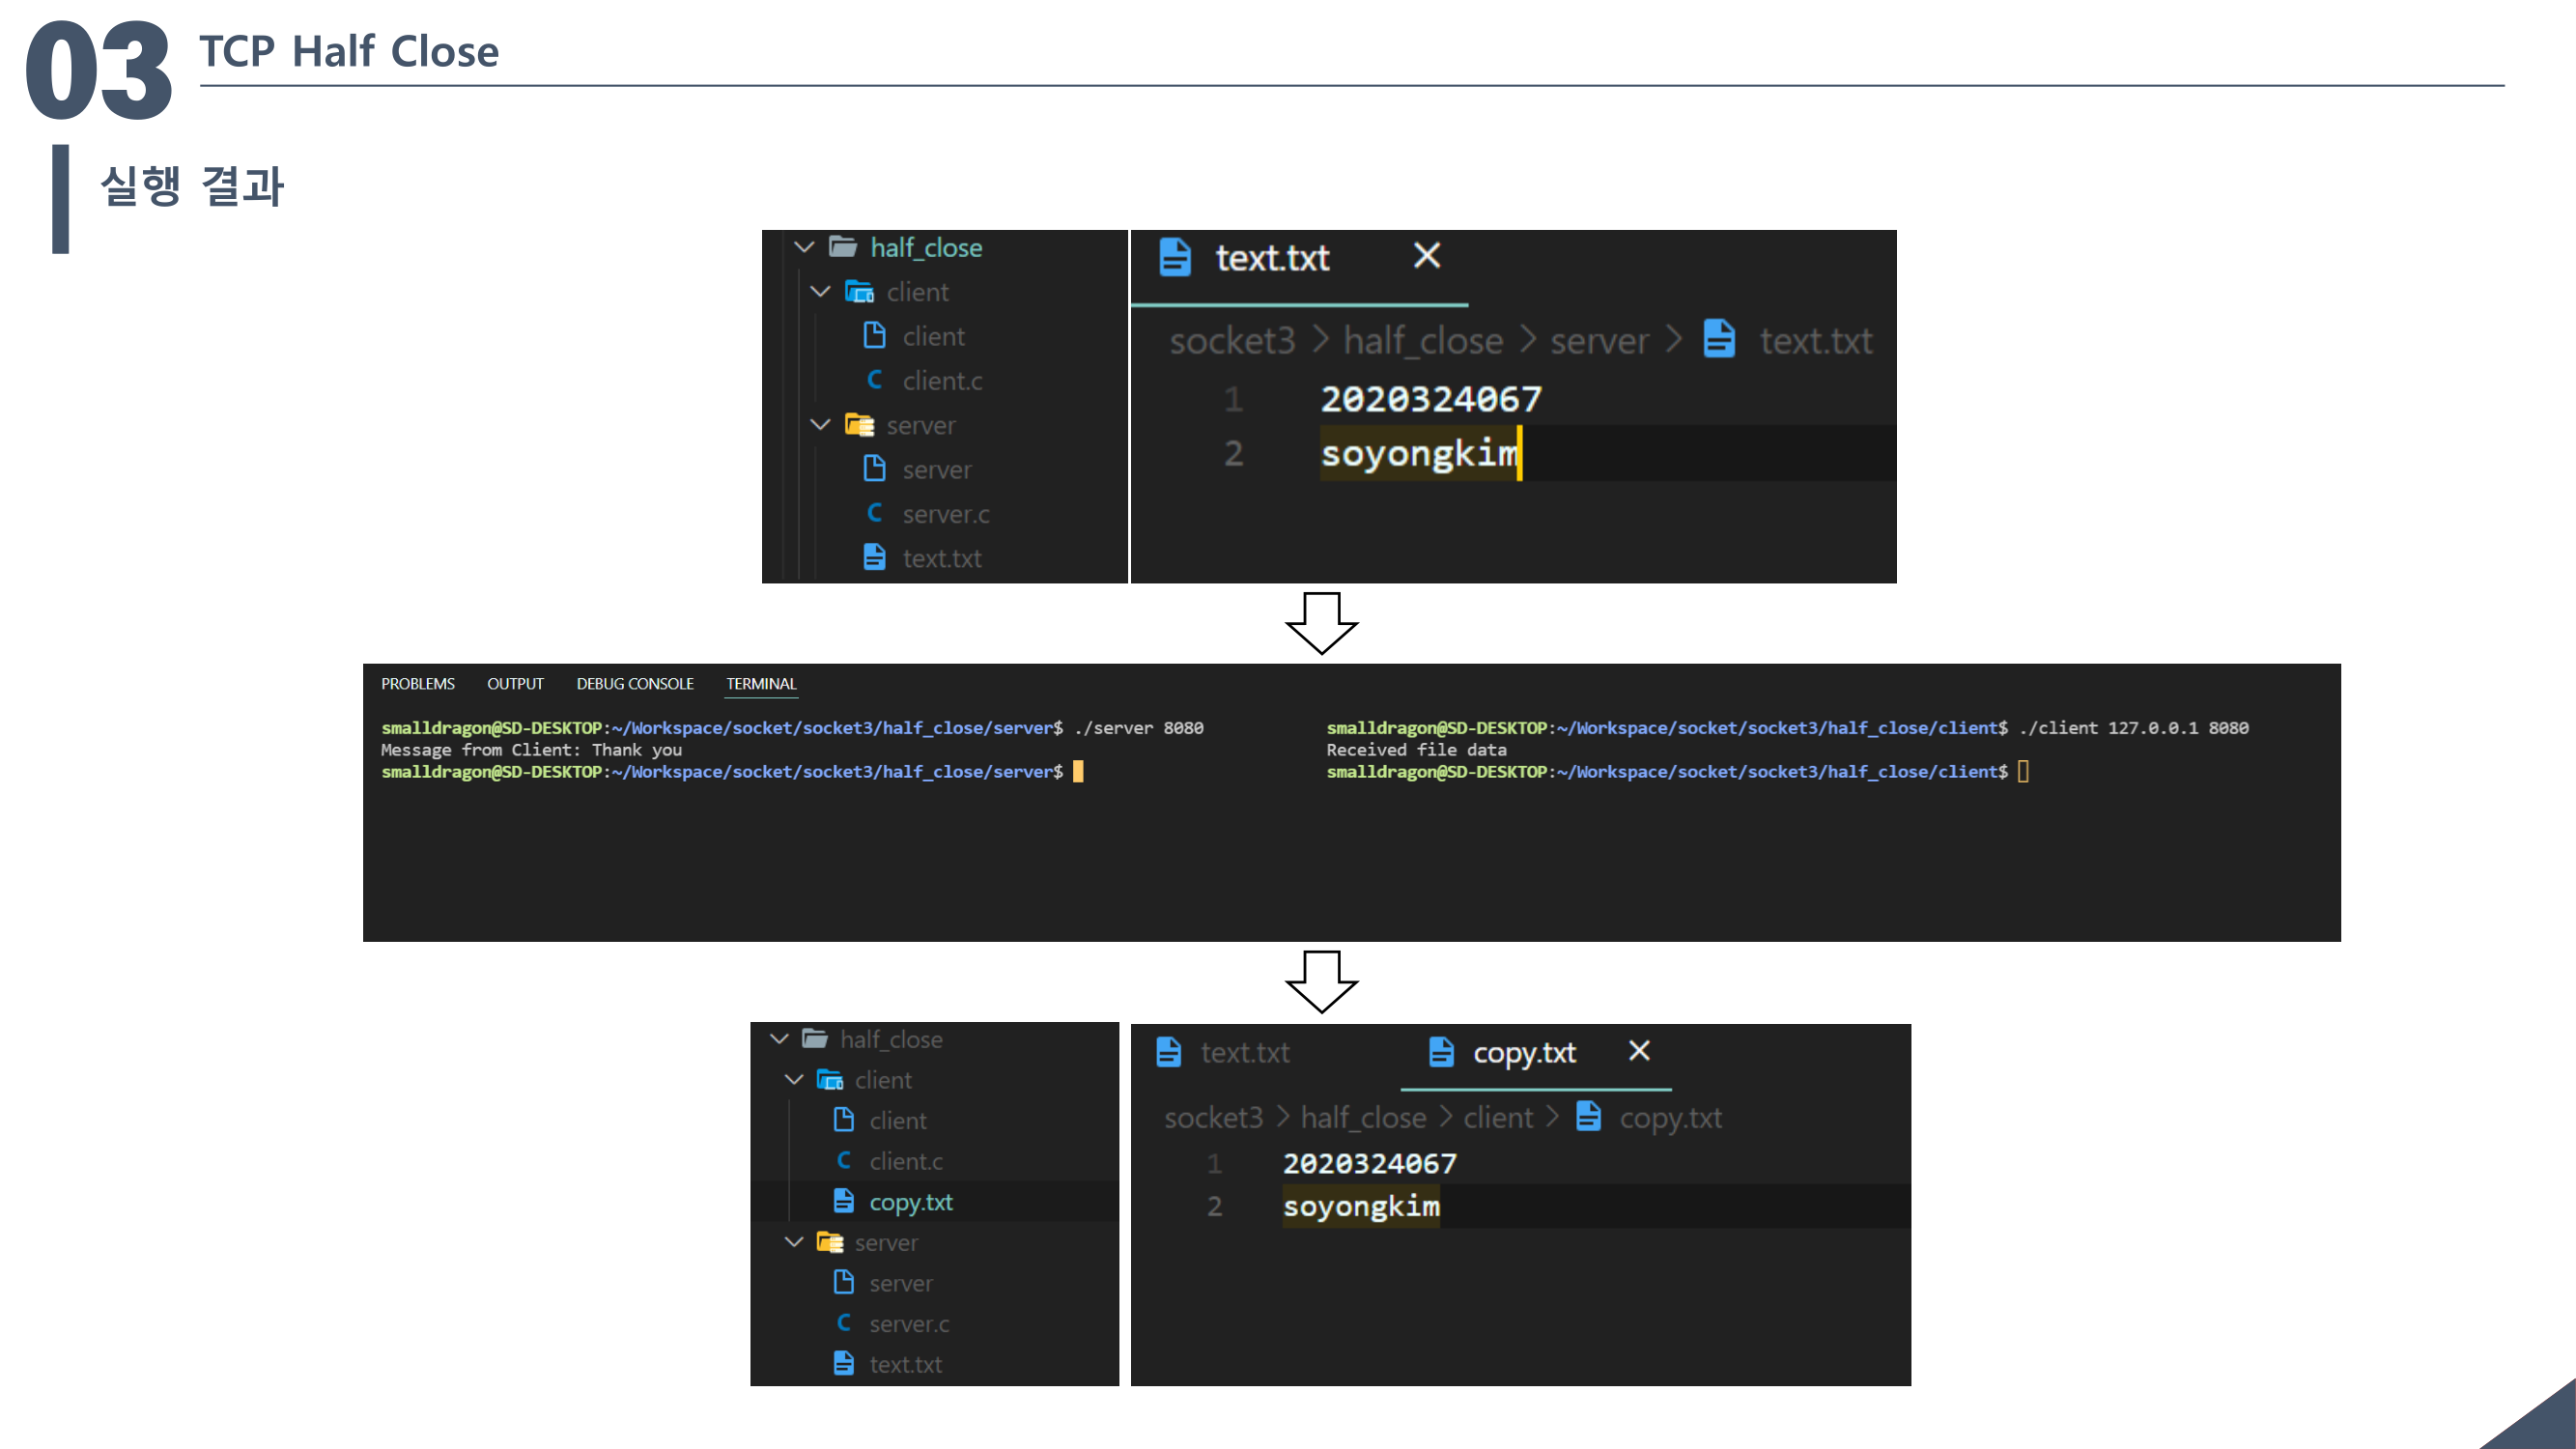 03 TCP Half Close
실행 결과
half_close
client
client
client.c
server
server
server.c
text.txt
text.txt
socket3 > half_close > server > text.txt
1 2020324067
2 soyongkim
PROBLEMS OUTPUT DEBUG CONSOLE TERMINAL
smalldragon@SD-DESKTOP:~/Workspace/socket/socket3/half_close/server$ ./server 8080
Message from Client: Thank you
smalldragon@SD-DESKTOP:~/Workspace/socket/socket3/half_close/server$
smalldragon@SD-DESKTOP:~/Workspace/socket/socket3/half_close/client$ ./client 127.0.0.1 8080
Received file data
smalldragon@SD-DESKTOP:~/Workspace/socket/socket3/half_close/client$
half_close
client
client
client.c
copy.txt
server
server
server.c
text.txt
text.txt copy.txt
socket3 > half_close > client > copy.txt
1 2020324067
2 soyongkim